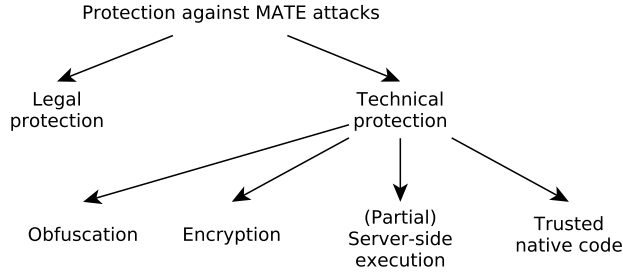 Protection against MATE attacks
Legal
protection
Technical
protection
Obfuscation
Encryption
(Partial)
Server-side
execution
Trusted
native code